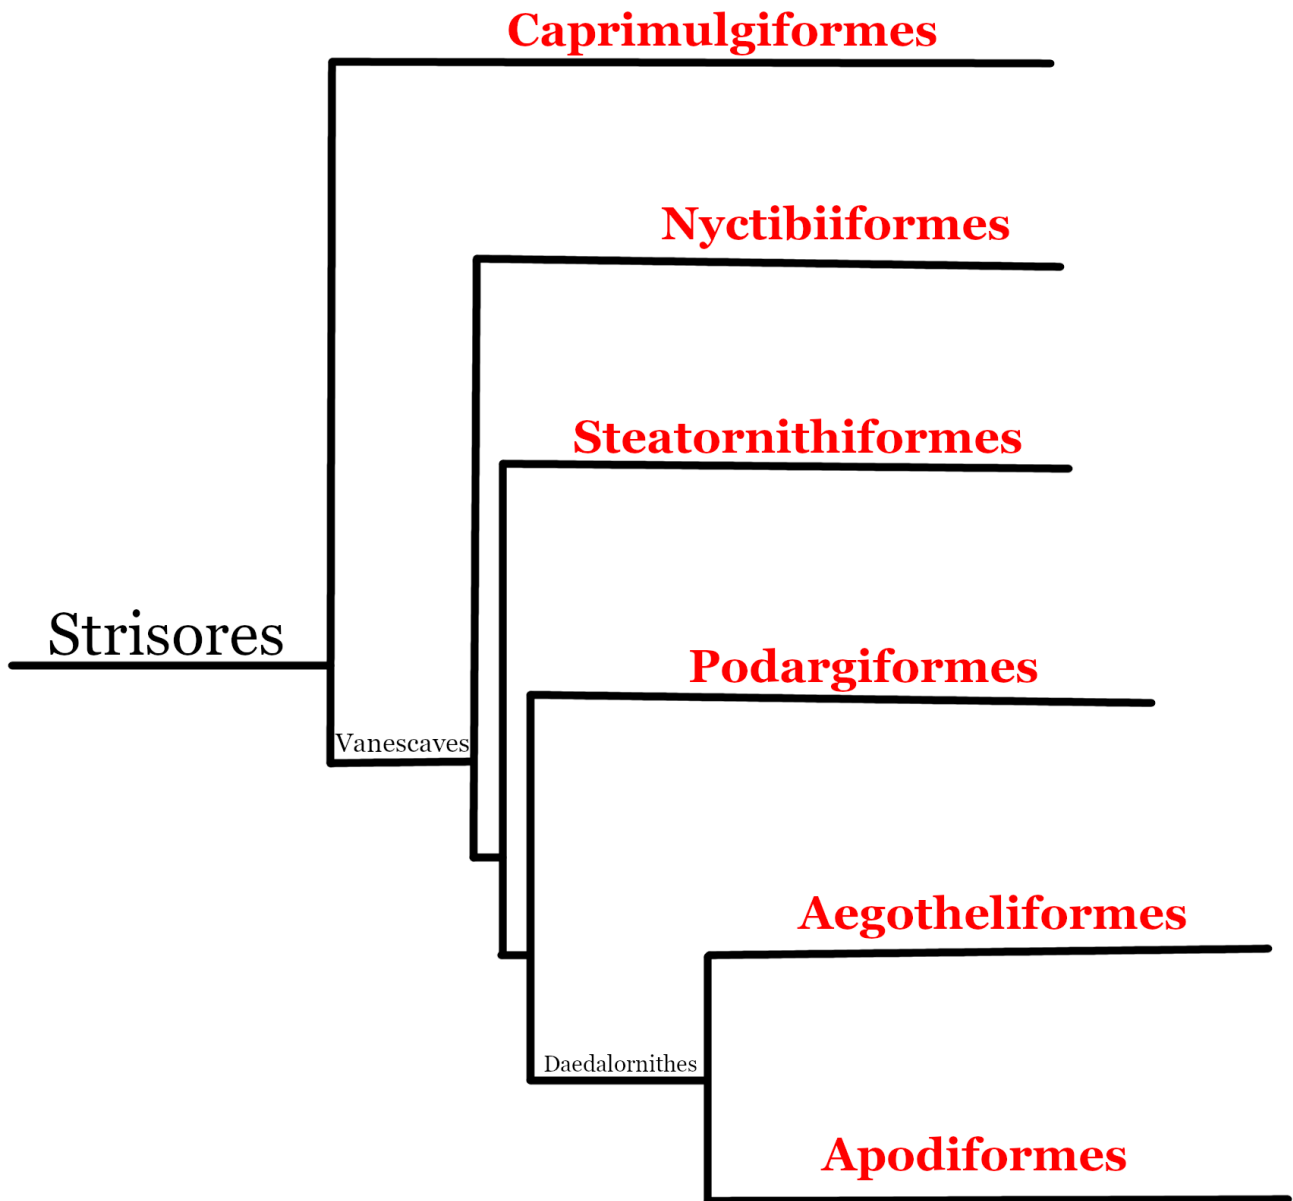 Caprimulgiformes
Nyctibiiformes
Steatornithiformes
Strisores
Podargiformes
Vanescaves
Aegotheliformes
Daedalornithes
Apodiformes